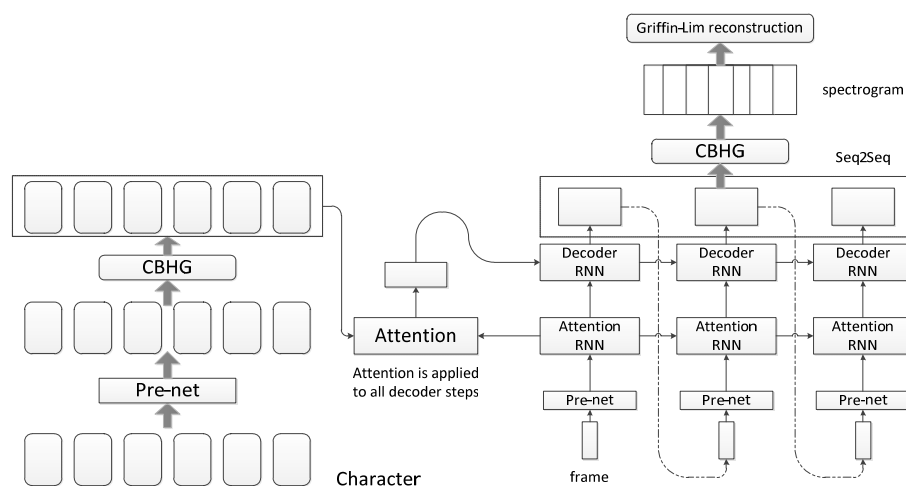 Griffin-Lim reconstruction
spectrogram
CBHG
Seq2Seq
CBHG
Decoder
RNN
Decoder
RNN
Decoder
RNN
Attention
Attention
RNN
Attention
RNN
Attention
RNN
Attention is applied
to all decoder steps
Pre-net
Pre-net
Pre-net
Pre-net
Character
frame